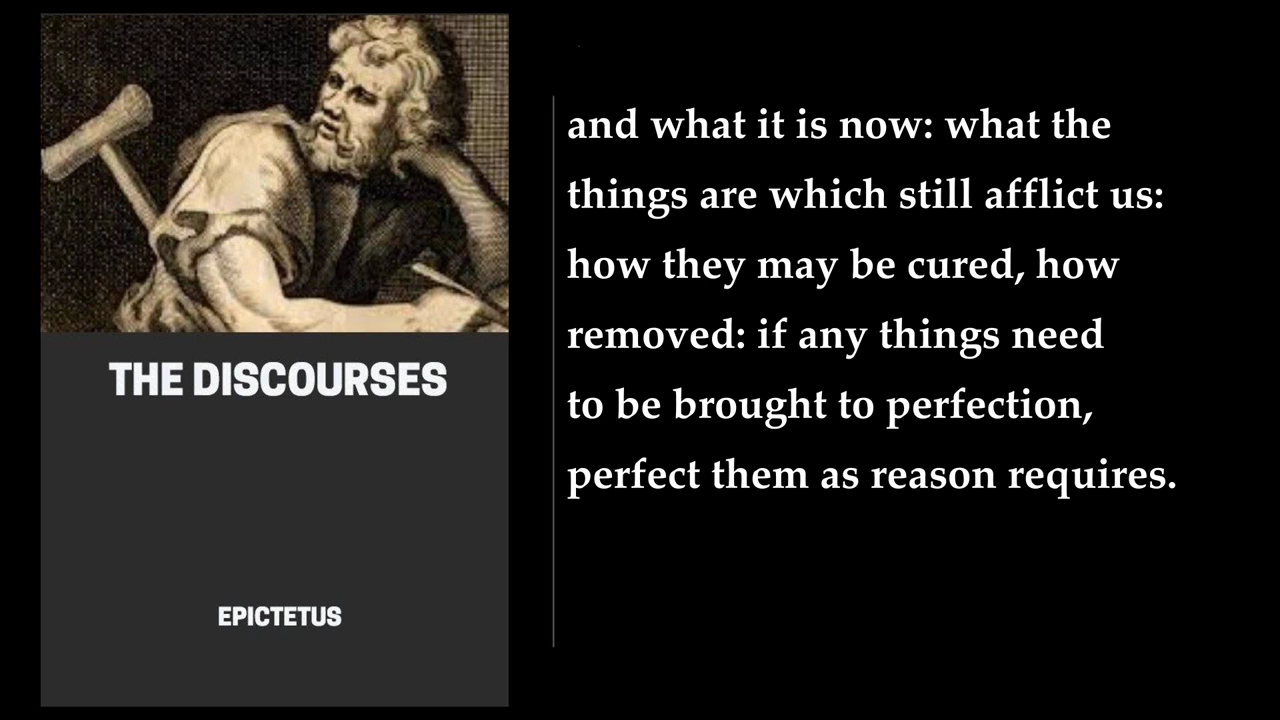 THE DISCOURSES
EPICTETUS
and what it is now: what the
things are which still afflict us:
how they may be cured, how
removed: if any things need
to be brought to perfection,
perfect them as reason requires.